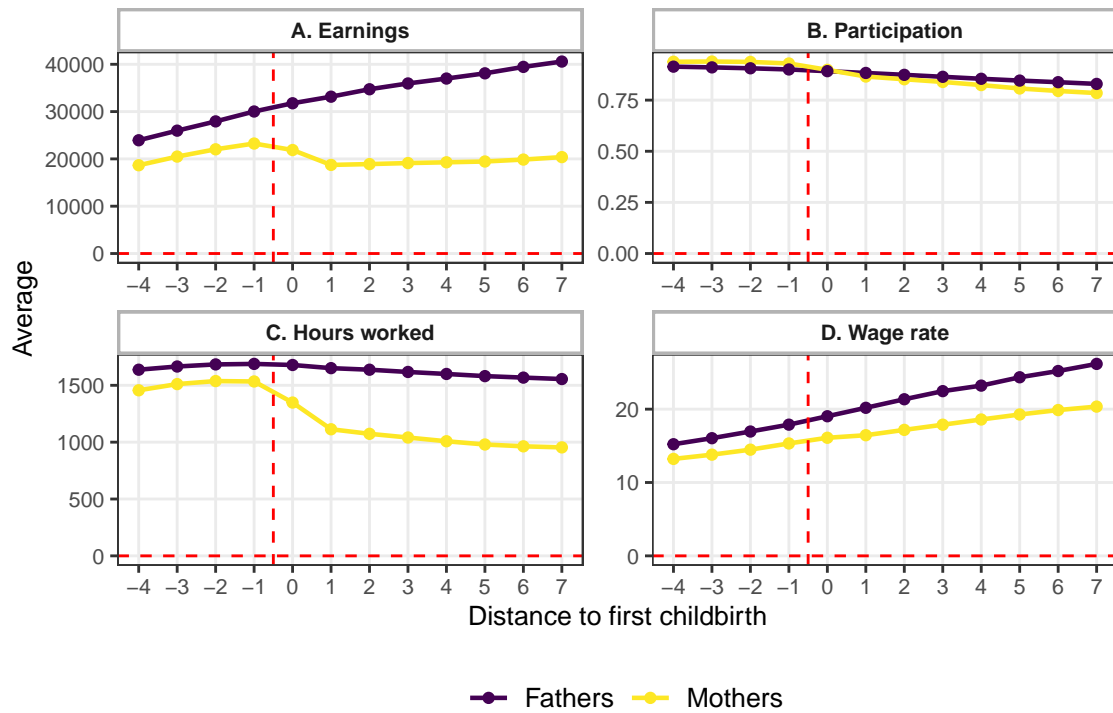 A. Earnings
B. Participation
40000
30000
20000
10000
0
0.75
0.50
0.25
0.00
−4 −3 −2 −1 0 1 2 3 4 5 6 7
−4 −3 −2 −1 0 1 2 3 4 5 6 7
Average
C. Hours worked
D. Wage rate
1500
1000
500
0
20
10
0
−4 −3 −2 −1 0 1 2 3 4 5 6 7
−4 −3 −2 −1 0 1 2 3 4 5 6 7
Distance to first childbirth
Fathers Mothers